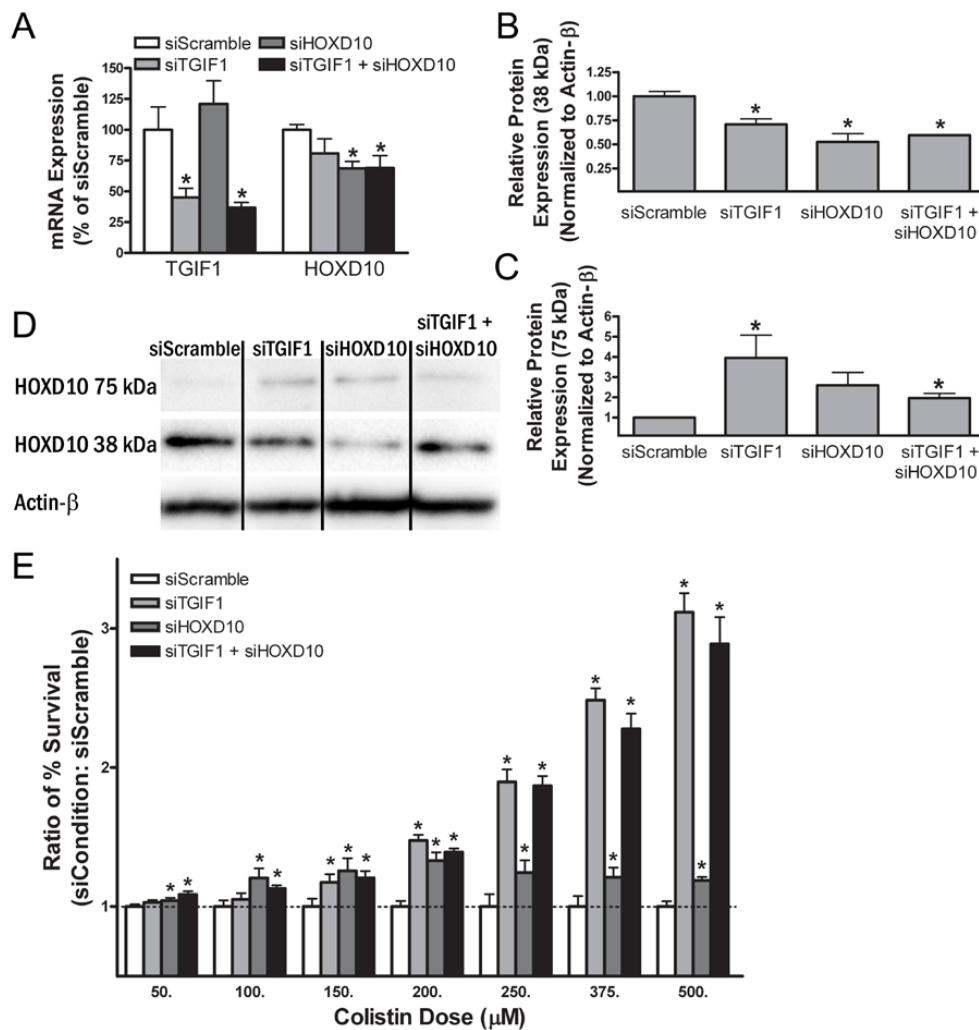 A
siScramble
siHOXD10
siTGIF1
siTGIF1 + siHOXD10
mRNA Expression
(% of siScramble)
150
125
100
75
50
25
0
* * * *
TGIF1 HOXD10
B
Relative Protein
Expression (38 kDa)
(Normalized to Actin-β)
1.25
1.00
0.75
0.50
0.25
* * *
siScramble siTGIF1 siHOXD10 siTGIF1 +
siHOXD10
C
Relative Protein
Expression (75 kDa)
(Normalized to Actin-β)
6
5
4
3
2
1
* *
siScramble siTGIF1 siHOXD10 siTGIF1 +
siHOXD10
D
siScramble siTGIF1 siHOXD10 siTGIF1 +
siHOXD10
HOXD10 75 kDa
HOXD10 38 kDa
Actin-β
E
siScramble
siTGIF1
siHOXD10
siTGIF1 + siHOXD10
Ratio of % Survival
(siCondition: siScramble)
3
2
1
* * * * * * * * * * * * * * * * * * *
50. 100. 150. 200. 250. 375. 500.
Colistin Dose (μM)